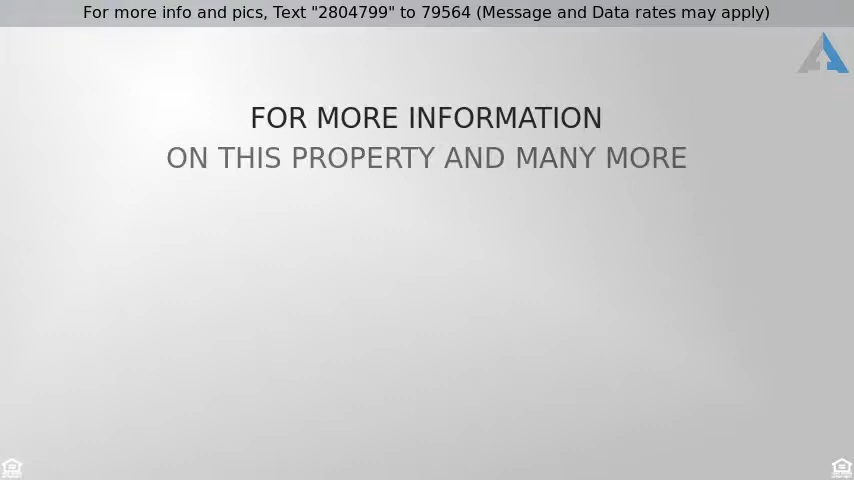 For more info and pics, Text "2804799" to 79564 (Message and Data rates may apply)
FOR MORE INFORMATION
ON THIS PROPERTY AND MANY MORE